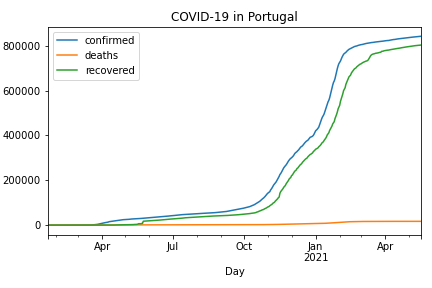 COVID-19 in Portugal
confirmed
deaths
recovered
800000
600000
400000
200000
0
Apr Jul Oct Jan Apr
2021
Day